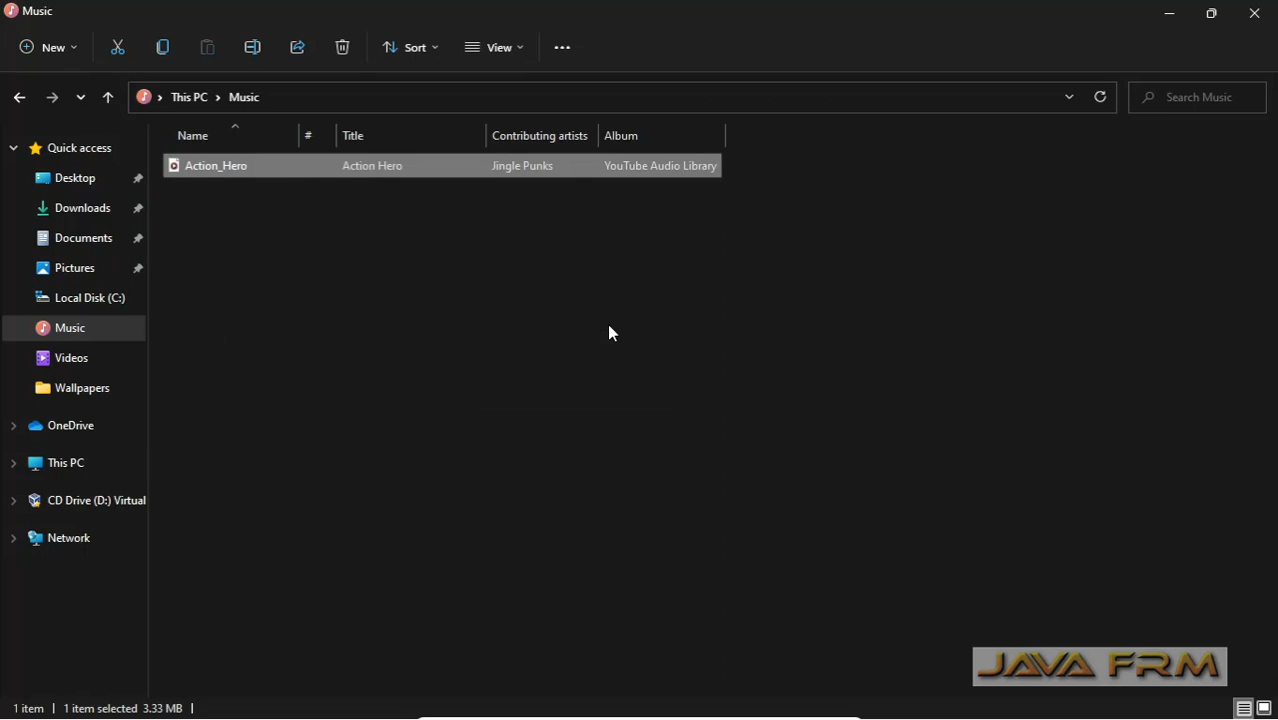 Music
New
Sort
View
This PC
Music
Search Music
Name
#
Title
Contributing artists
Album
Action_Hero
Action Hero
Jingle Punks
YouTube Audio Library
Quick access
Desktop
Downloads
Documents
Pictures
Local Disk (C:)
Music
Videos
Wallpapers
OneDrive
This PC
CD Drive (D:) Virtual
Network
JAVA FRM
1 item
1 item selected 3.33 MB